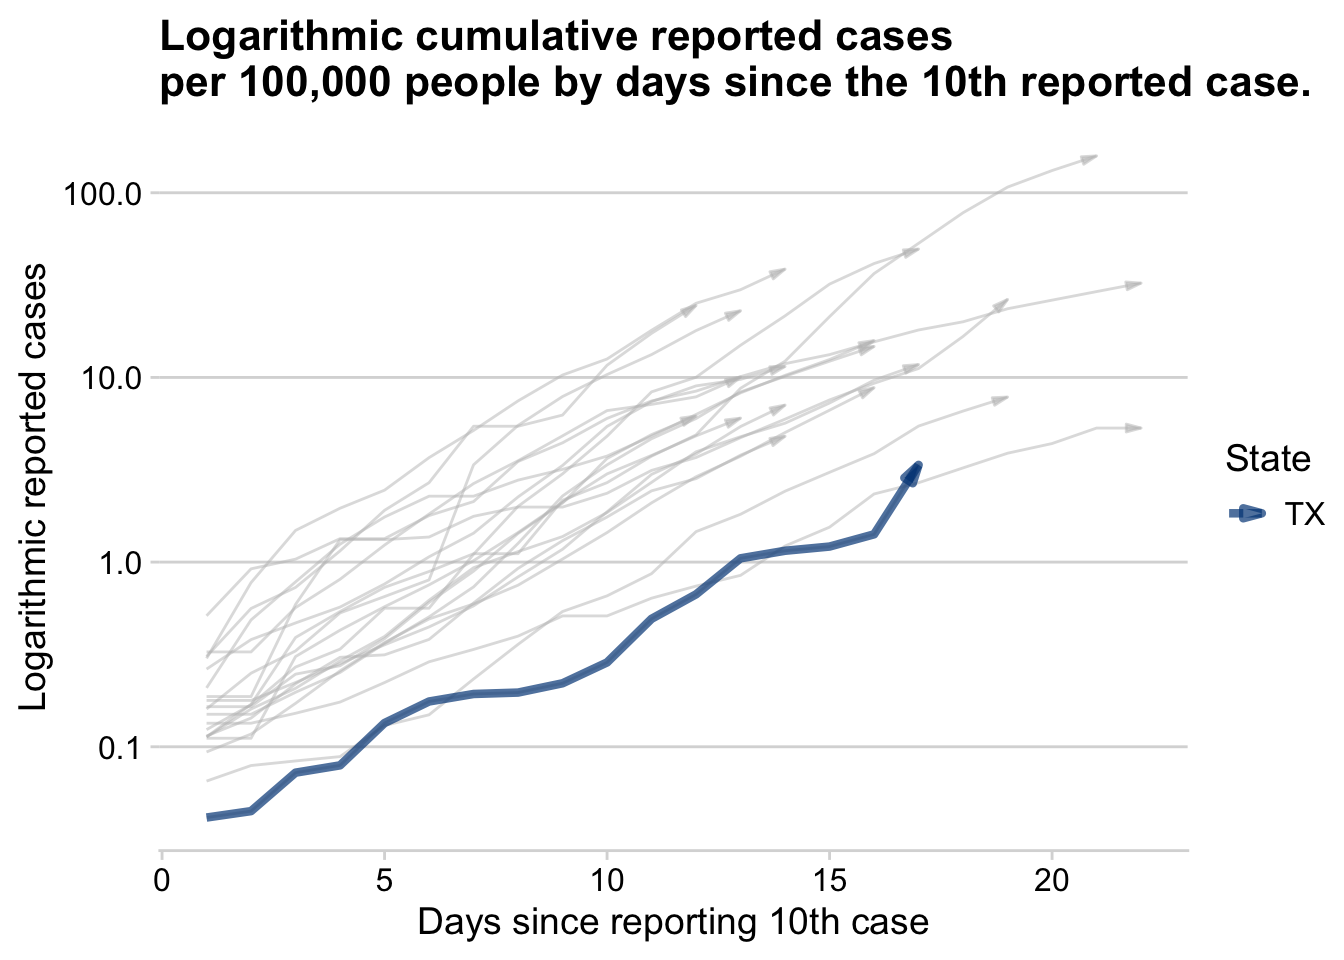 Logarithmic cumulative reported cases
per 100,000 people by days since the 10th reported case.
Logarithmic reported cases
100.0
10.0
1.0
0.1
0 5 10 15 20
Days since reporting 10th case
State
TX